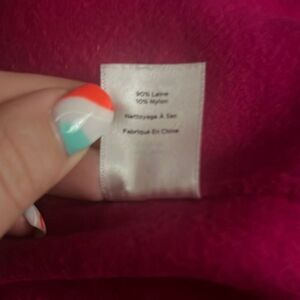 90% Laine
10% Nylon
Nettoyage À Sec
Fabriqué En Chine